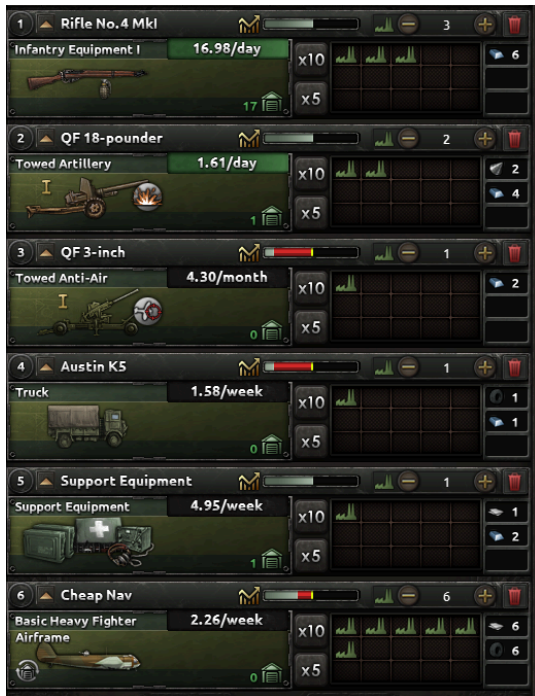 1 Rifle No.4 MkI 3
Infantry Equipment I 16.98/day x10 6
17 x5
2 QF 18-pounder 2
Towed Artillery 1.61/day x10 2
I 4
1 x5
3 QF 3-inch 1
Towed Anti-Air 4.30/month x10 2
I
0 x5
4 Austin K5 1
Truck 1.58/week x10 1
1
0 x5
5 Support Equipment 1
Support Equipment 4.95/week x10 1
2
1 x5
6 Cheap Nav 6
Basic Heavy Fighter 2.26/week x10 6
Airframe 6
0 x5